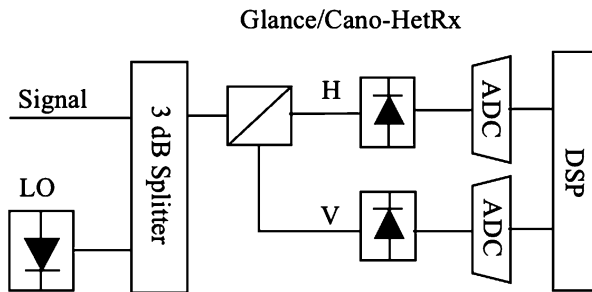 Glance/Cano-HetRx
Signal
LO
3 dB Splitter
H
V
ADC
ADC
DSP